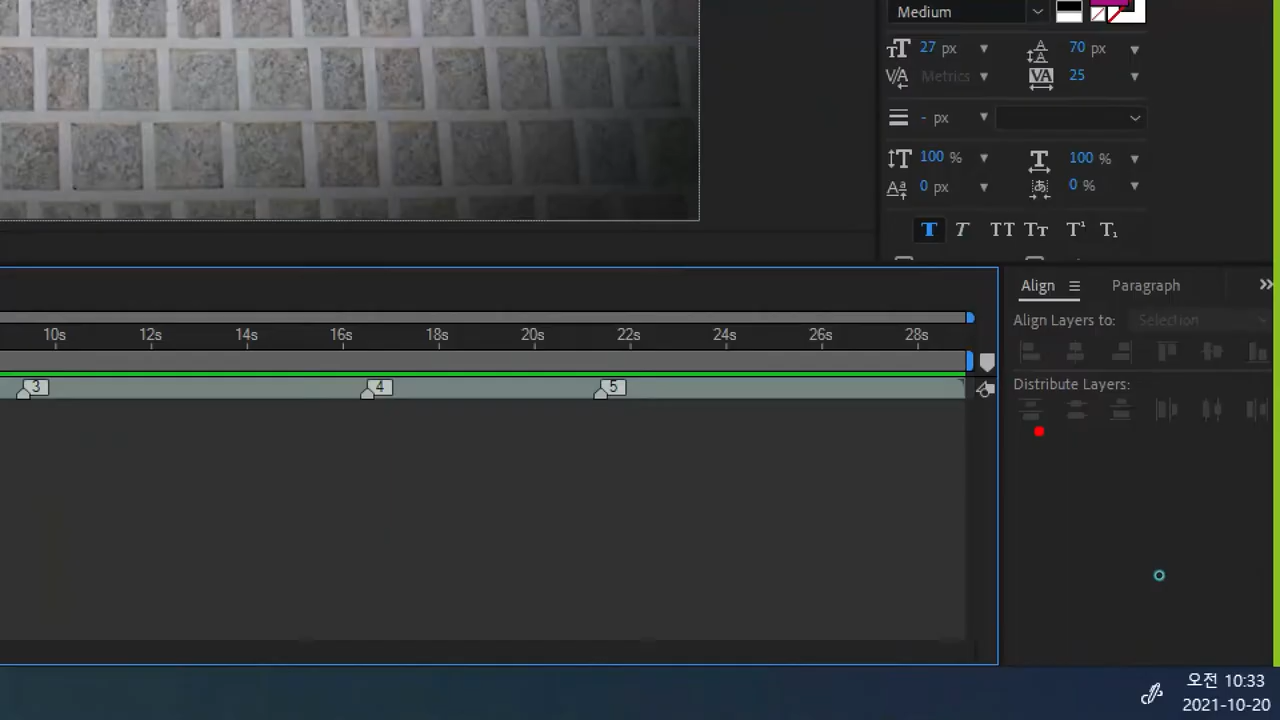 Medium
27 px 70 px
Metrics 25
- px
100 % 100 %
0 px 0 %
T T TT Tт T¹ T₁
Align Paragraph
Align Layers to: Selection
10s 12s 14s 16s 18s 20s 22s 24s 26s 28s
3 4 5
Distribute Layers:
오전 10:33
2021-10-20